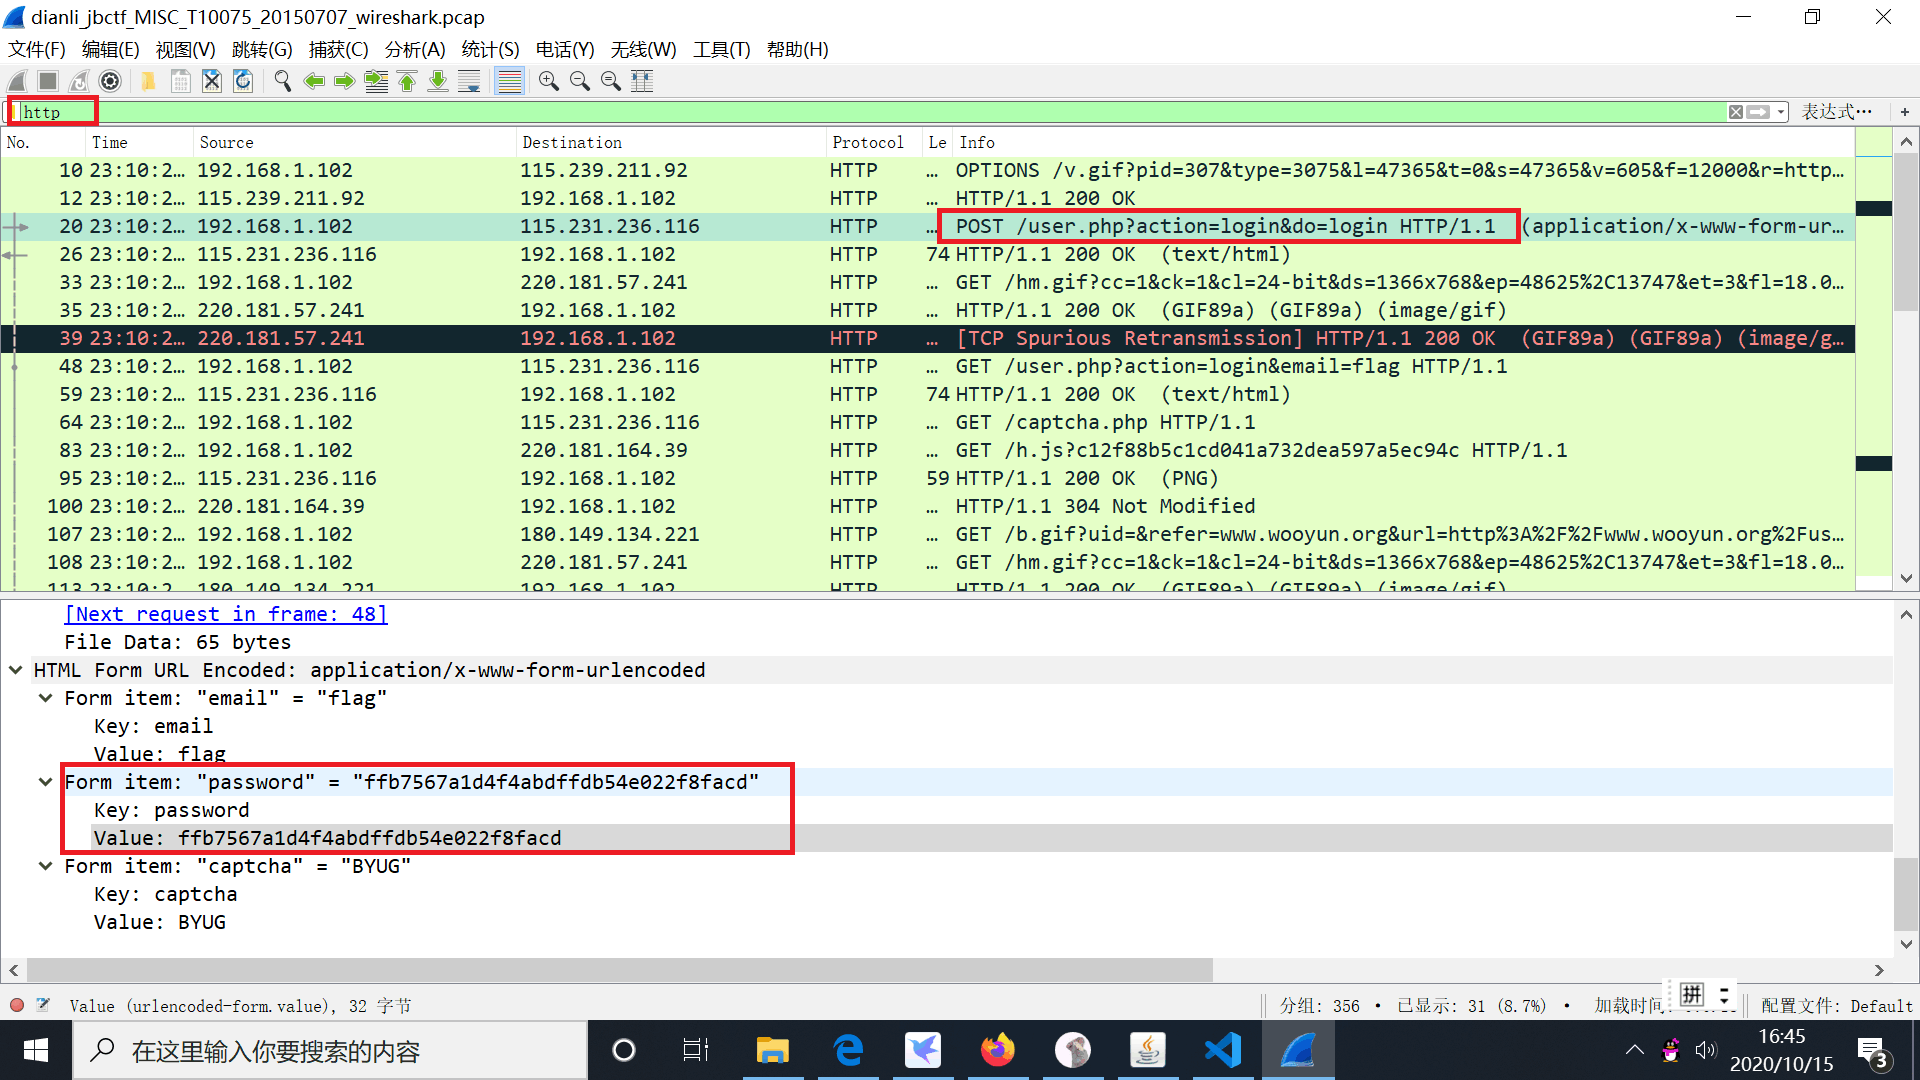 dianli_jbctf_MISC_T10075_20150707_wireshark.pcap
文件(F) 编辑(E) 视图(V) 跳转(G) 捕获(C) 分析(A) 统计(S) 电话(Y) 无线(W) 工具(T) 帮助(H)
http 表达式… +
No. Time Source Destination Protocol Le Info
10 23:10:2… 192.168.1.102 115.239.211.92 HTTP … OPTIONS /v.gif?pid=307&type=3075&l=47365&t=0&s=47365&v=605&f=12000&r=http…
12 23:10:2… 115.239.211.92 192.168.1.102 HTTP … HTTP/1.1 200 OK
20 23:10:2… 192.168.1.102 115.231.236.116 HTTP … POST /user.php?action=login&do=login HTTP/1.1 (application/x-www-form-ur…
26 23:10:2… 115.231.236.116 192.168.1.102 HTTP 74 HTTP/1.1 200 OK (text/html)
33 23:10:2… 192.168.1.102 220.181.57.241 HTTP … GET /hm.gif?cc=1&ck=1&cl=24-bit&ds=1366x768&ep=48625%2C13747&et=3&fl=18.0…
35 23:10:2… 220.181.57.241 192.168.1.102 HTTP … HTTP/1.1 200 OK (GIF89a) (GIF89a) (image/gif)
39 23:10:2… 220.181.57.241 192.168.1.102 HTTP … [TCP Spurious Retransmission] HTTP/1.1 200 OK (GIF89a) (GIF89a) (image/g…
48 23:10:2… 192.168.1.102 115.231.236.116 HTTP … GET /user.php?action=login&email=flag HTTP/1.1
59 23:10:2… 115.231.236.116 192.168.1.102 HTTP 74 HTTP/1.1 200 OK (text/html)
64 23:10:2… 192.168.1.102 115.231.236.116 HTTP … GET /captcha.php HTTP/1.1
83 23:10:2… 192.168.1.102 220.181.164.39 HTTP … GET /h.js?c12f88b5c1cd041a732dea597a5ec94c HTTP/1.1
95 23:10:2… 115.231.236.116 192.168.1.102 HTTP 59 HTTP/1.1 200 OK (PNG)
100 23:10:2… 220.181.164.39 192.168.1.102 HTTP … HTTP/1.1 304 Not Modified
107 23:10:2… 192.168.1.102 180.149.134.221 HTTP … GET /b.gif?uid=&refer=www.wooyun.org&url=http%3A%2F%2Fwww.wooyun.org%2Fus…
108 23:10:2… 192.168.1.102 220.181.57.241 HTTP … GET /hm.gif?cc=1&ck=1&cl=24-bit&ds=1366x768&ep=48625%2C13747&et=3&fl=18.0…
113 23:10:2… 180.149.134.221 192.168.1.102 HTTP … HTTP/1.1 200 OK (GIF89a) (GIF89a) (image/gif)
[Next request in frame: 48]
File Data: 65 bytes
HTML Form URL Encoded: application/x-www-form-urlencoded
Form item: "email" = "flag"
Key: email
Value: flag
Form item: "password" = "ffb7567a1d4f4abdffdb54e022f8facd"
Key: password
Value: ffb7567a1d4f4abdffdb54e022f8facd
Form item: "captcha" = "BYUG"
Key: captcha
Value: BYUG
Value (urlencoded-form.value), 32 字节 分组: 356 · 已显示: 31 (8.7%) · 加载时间 拼 配置文件: Default
在这里输入你要搜索的内容
16:45
2020/10/15
3